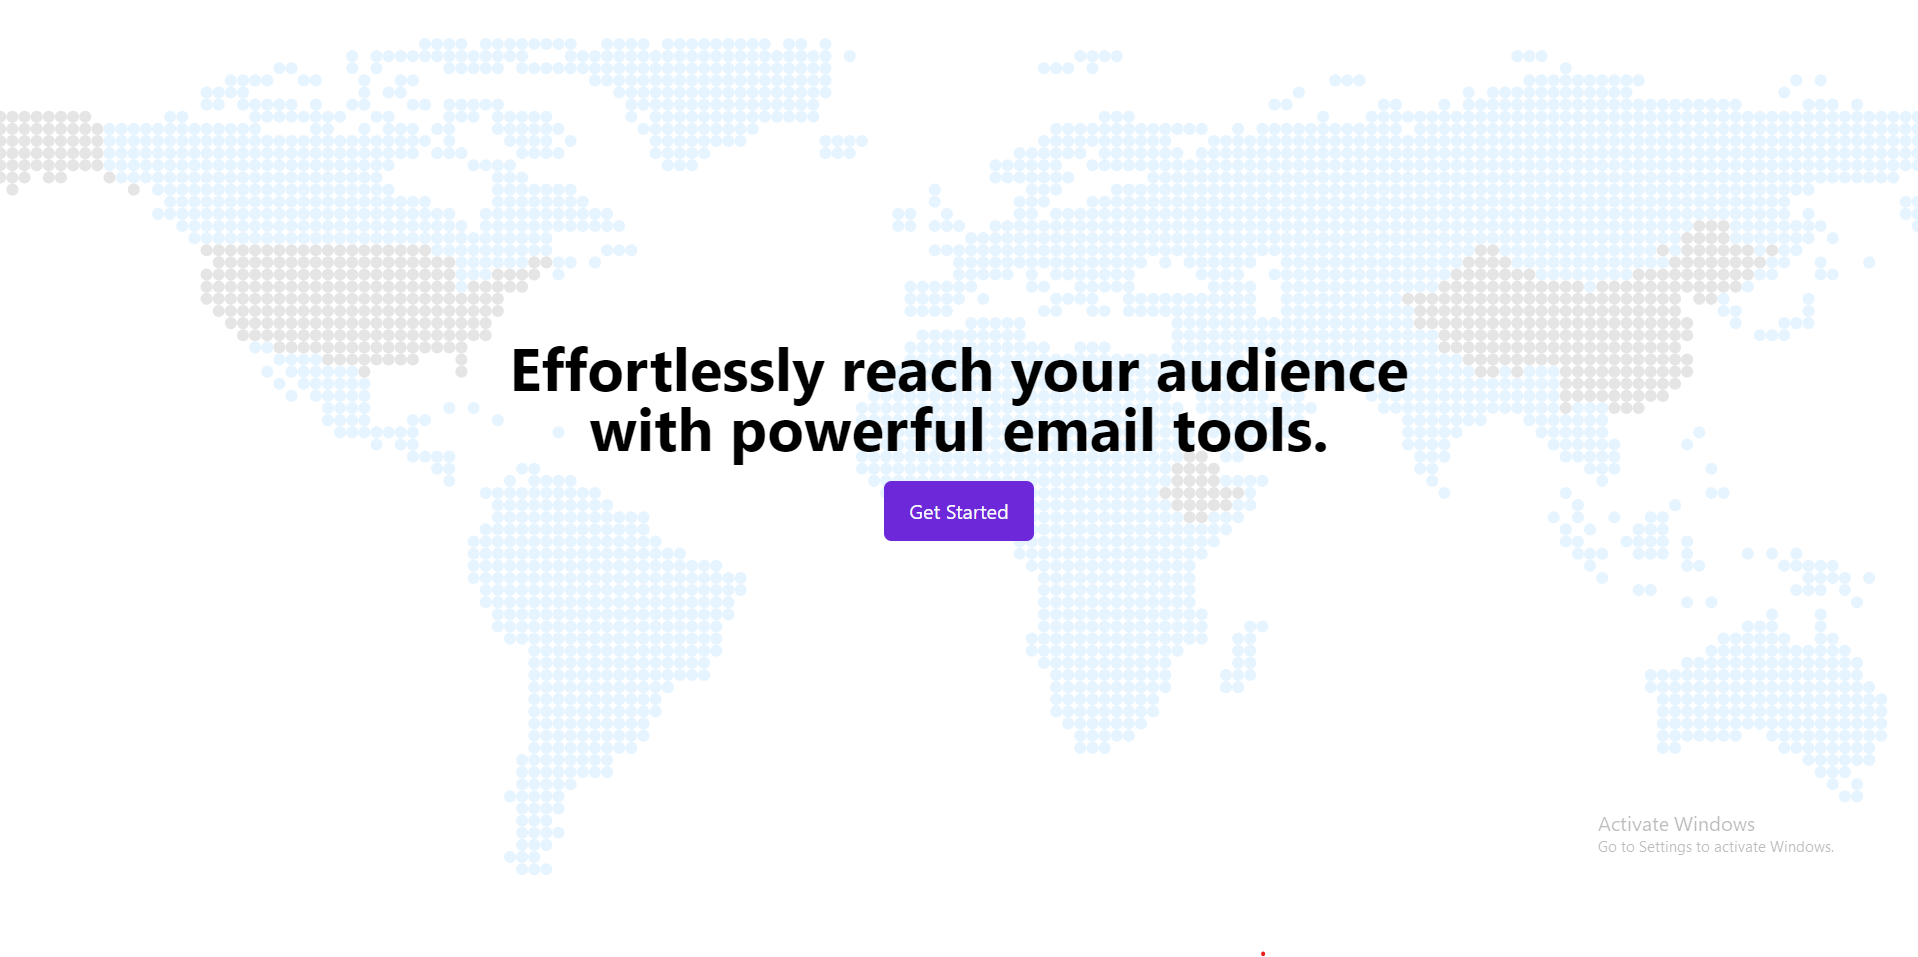 Effortlessly reach your audience
with powerful email tools.
Get Started
Activate Windows
Go to Settings to activate Windows.